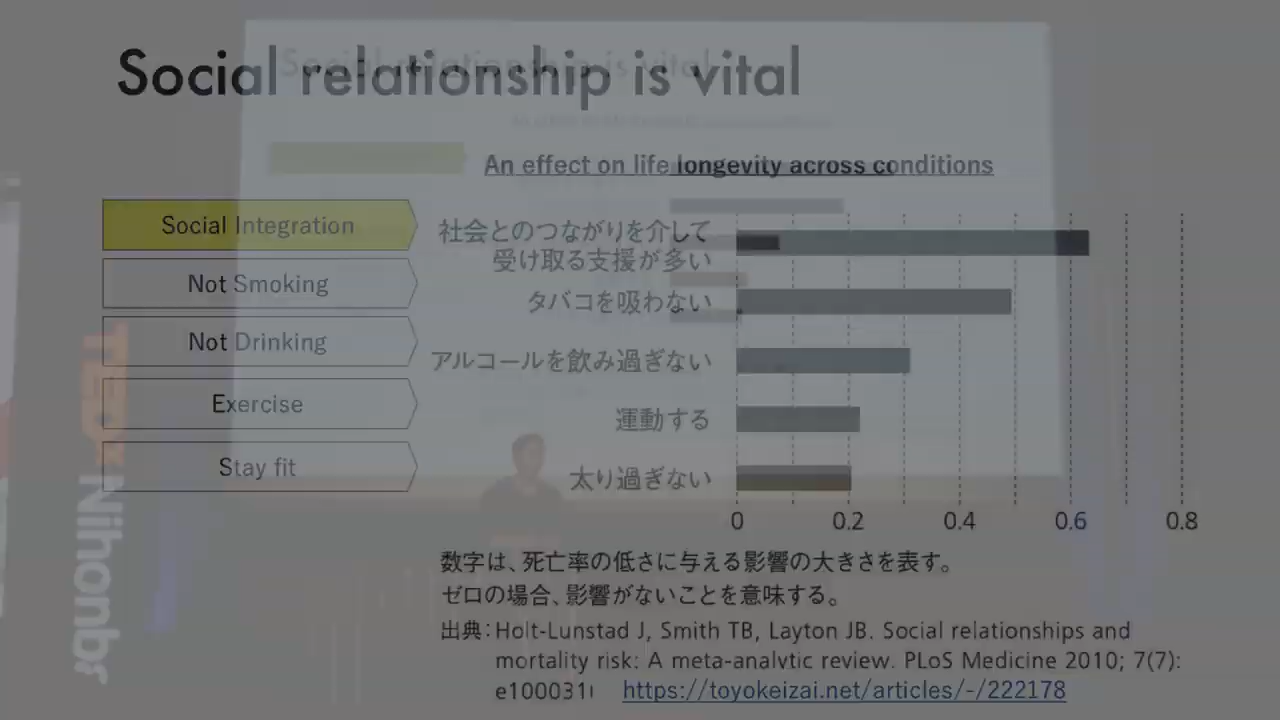 Social relationship is vital
An effect on life longevity across conditions
Social Integration
社会とのつながりを介して
受け取る支援が多い
Not Smoking
タバコを吸わない
Not Drinking
アルコールを飲み過ぎない
Exercise
運動する
Stay fit
太り過ぎない
0 0.2 0.4 0.6 0.8
数字は、死亡率の低さに与える影響の大きさを表す。
ゼロの場合、影響がないことを意味する。
出典：Holt-Lunstad J, Smith TB, Layton JB. Social relationships and
mortality risk: A meta-analytic review. PLoS Medicine 2010; 7(7):
e100031 https://toyokeizai.net/articles/-/222178
TEDx Nihonbr
Social relationship is vital